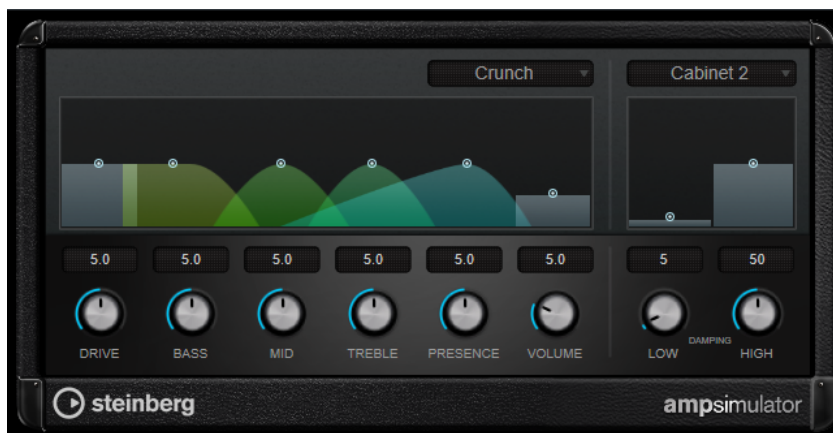 Crunch Cabinet 2
5.0 5.0 5.0 5.0 5.0 5.0 5 50
DRIVE BASS MID TREBLE PRESENCE VOLUME LOW DAMPING HIGH
steinberg ampsimulator